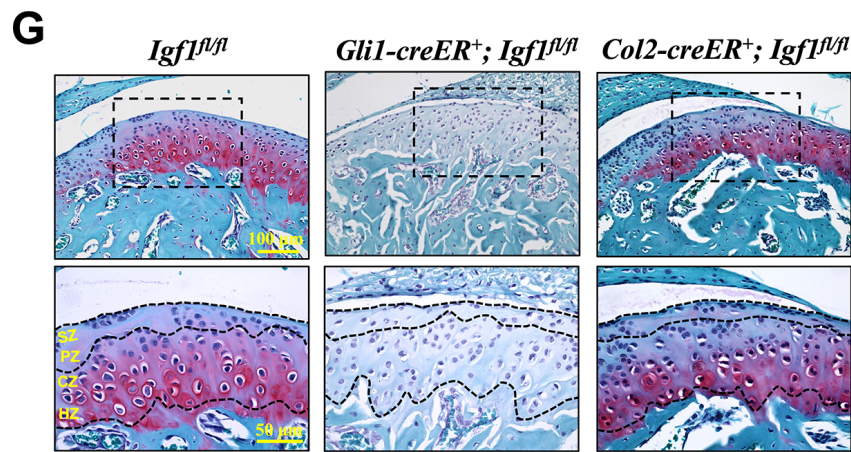 G
Igf1fl/fl
Gli1-creER+; Igf1fl/fl
Col2-creER+; Igf1fl/fl
100 μm
SZ
PZ
CZ
HZ
50 μm